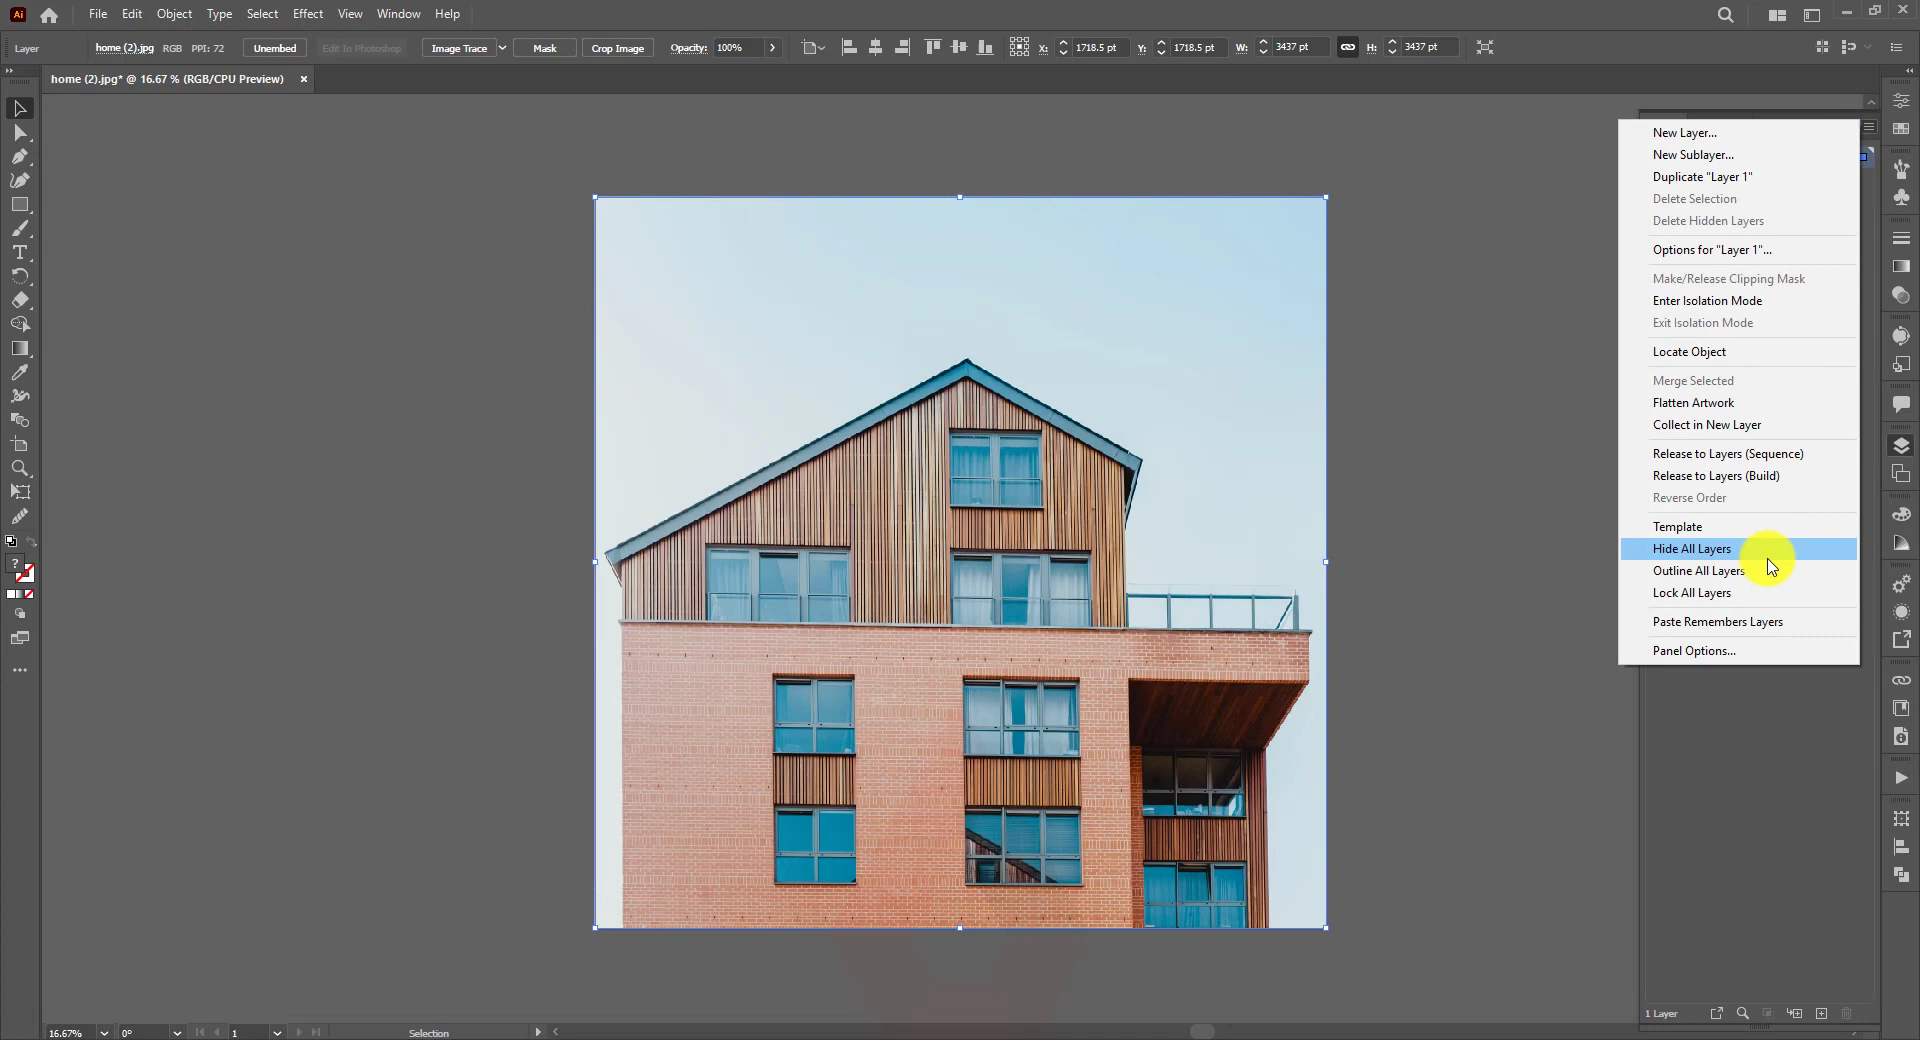 Ai File Edit Object Type Select Effect View Window Help
Layer home (2).jpg RGB PPI: 72 Unembed Edit In Photoshop Image Trace Mask Crop Image Opacity: 100% X: 1718.5 pt Y: 1718.5 pt W: 3437 pt H: 3437 pt
home (2).jpg* @ 16.67 % (RGB/CPU Preview)
New Layer...
New Sublayer...
Duplicate "Layer 1"
Delete Selection
Delete Hidden Layers
Options for "Layer 1"...
Make/Release Clipping Mask
Enter Isolation Mode
Exit Isolation Mode
Locate Object
Merge Selected
Flatten Artwork
Collect in New Layer
Release to Layers (Sequence)
Release to Layers (Build)
Reverse Order
Template
Hide All Layers
Outline All Layers
Lock All Layers
Paste Remembers Layers
Panel Options...
?
1 Layer
16.67% 0° 1 Selection